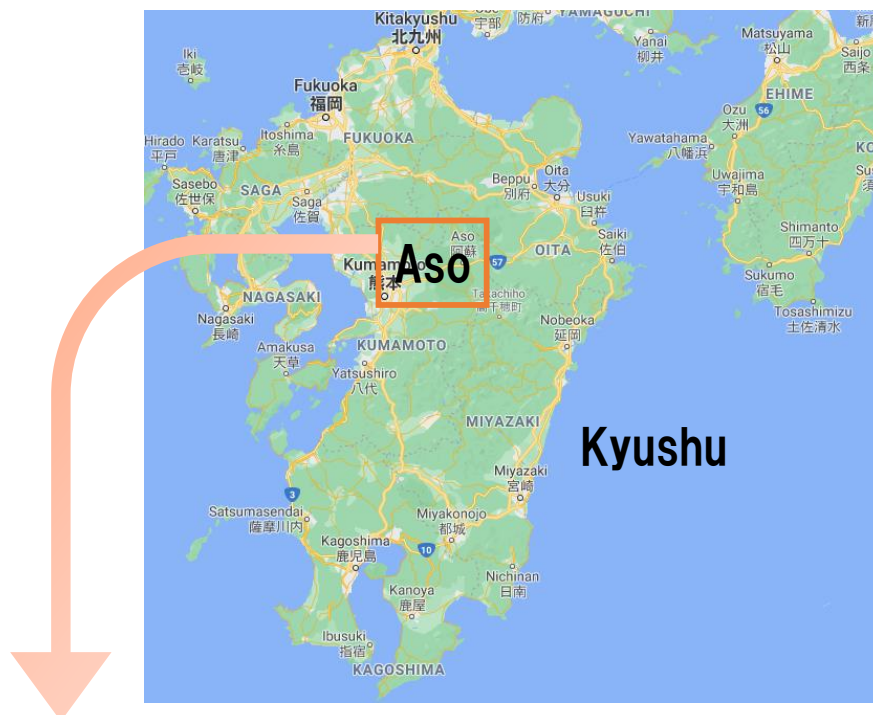 Kitakyushu
北九州
宇部
防府
YAMAGUCHI
Yanai
柳井
Matsuyama
松山
Saijo
西条
Iki
壱岐
Fukuoka
福岡
EHIME
56
Ozu
大洲
Itoshima
糸島
FUKUOKA
Hirado
平戸
Karatsu
唐津
Yawatahama
八幡浜
Oita
大分
Beppu
別府
Sasebo
佐世保
SAGA
Saga
佐賀
Usuki
臼杵
Uwajima
宇和島
Saiki
佐伯
Shimanto
四万十
Aso
阿蘇
OITA
57
Aso
Kumamoto
熊本
Sukumo
宿毛
Takachiho
高千穂町
NAGASAKI
Nagasaki
長崎
Tosashimizu
土佐清水
Nobeoka
延岡
Amakusa
天草
KUMAMOTO
Yatsushiro
八代
MIYAZAKI
Kyushu
Miyazaki
宮崎
3
Satsumasendai
薩摩川内
Miyakonojo
都城
Kagoshima
鹿児島
10
Nichinan
日南
Kanoya
鹿屋
Ibusuki
指宿
KAGOSHIMA